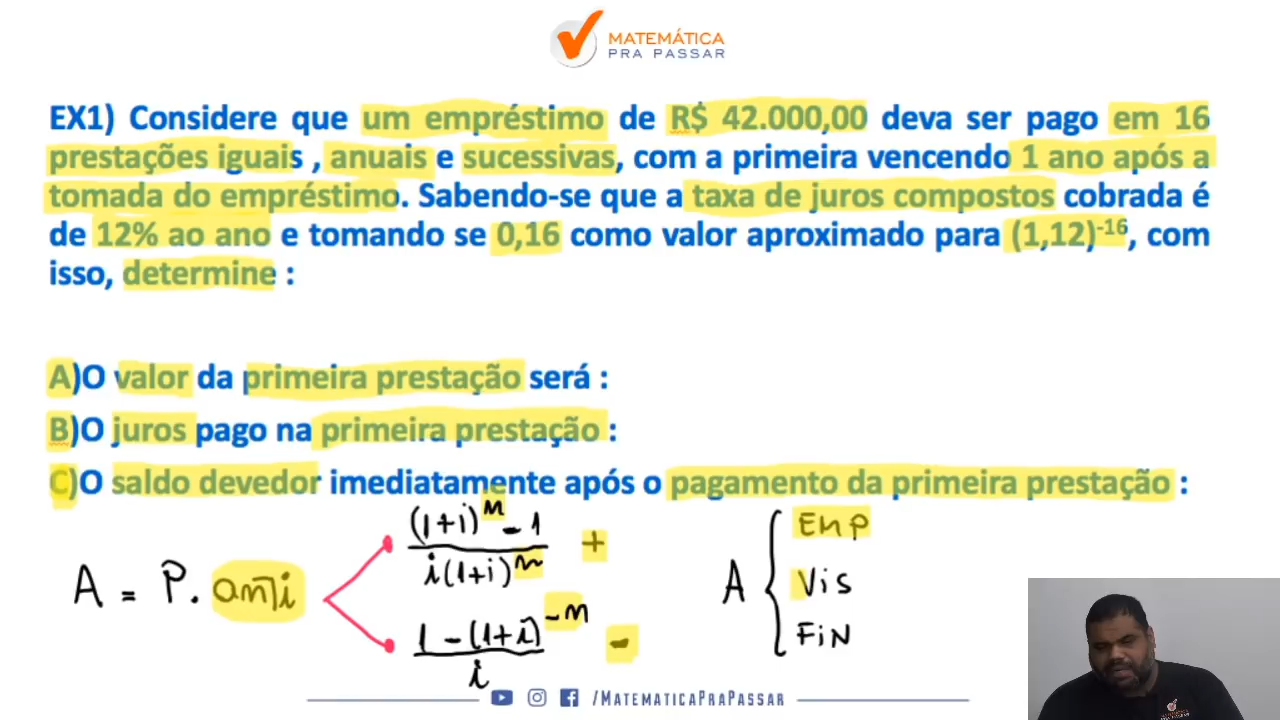 MATEMÁTICA
PRA PASSAR
EX1) Considere que um empréstimo de R$ 42.000,00 deva ser pago em 16
prestações iguais , anuais e sucessivas, com a primeira vencendo 1 ano após a
tomada do empréstimo. Sabendo-se que a taxa de juros compostos cobrada é
de 12% ao ano e tomando se 0,16 como valor aproximado para (1,12)⁻¹⁶, com
isso, determine :
A)O valor da primeira prestação será :
B)O juros pago na primeira prestação :
C)O saldo devedor imediatamente após o pagamento da primeira prestação :
(1+i)ⁿ - 1 +
i(1+i)ⁿ
A = P. an̅|i
1 - (1+i)⁻ⁿ -
i
A { Emp
Vis
FiN
/MatematicaPraPassar
MATEMÁTICA